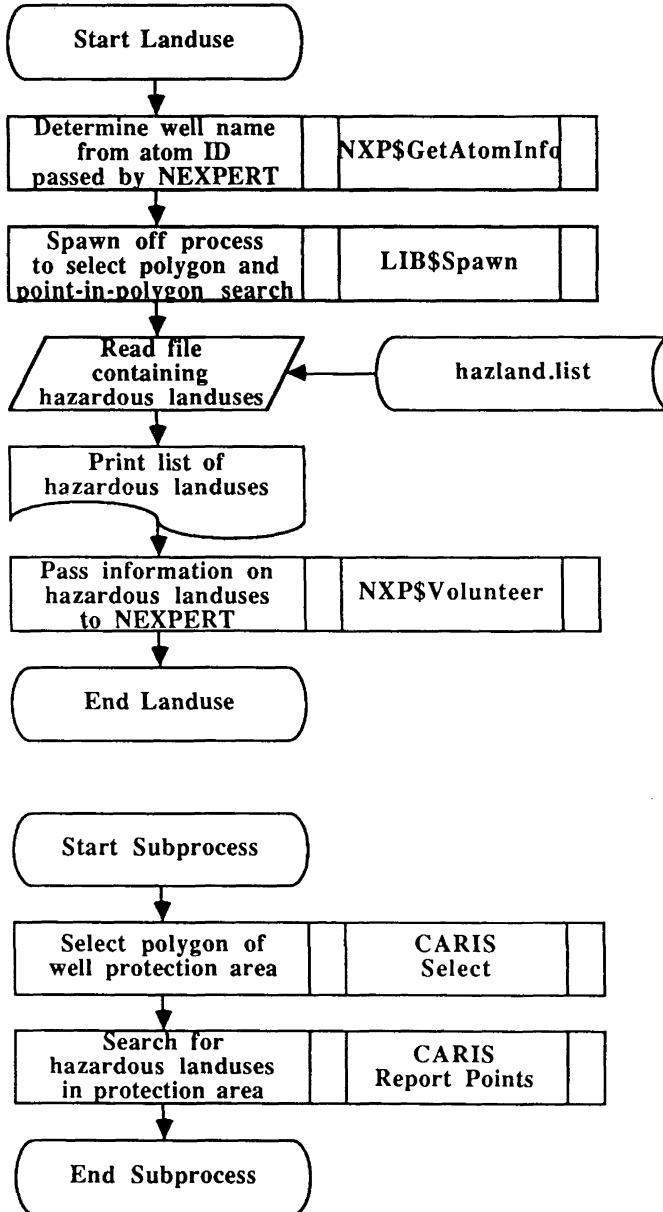 Start Landuse
Determine well name
from atom ID
passed by NEXPERT
NXP$GetAtomInfo
Spawn off process
to select polygon and
point-in-polygon search
LIB$Spawn
Read file
containing
hazardous landuses
hazland.list
Print list of
hazardous landuses
Pass information on
hazardous landuses
to NEXPERT
NXP$Volunteer
End Landuse
Start Subprocess
Select polygon of
well protection area
CARIS
Select
Search for
hazardous landuses
in protection area
CARIS
Report Points
End Subprocess